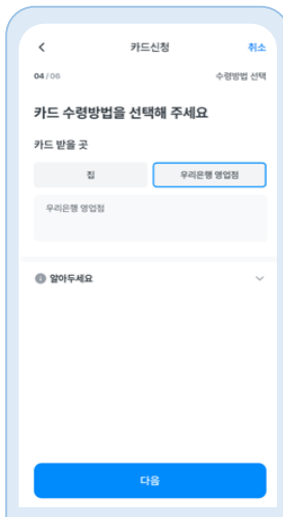 카드신청
취소
04 / 06
수령방법 선택
카드 수령방법을 선택해 주세요
카드 받을 곳
집
우리은행 영업점
우리은행 영업점
알아두세요
다음